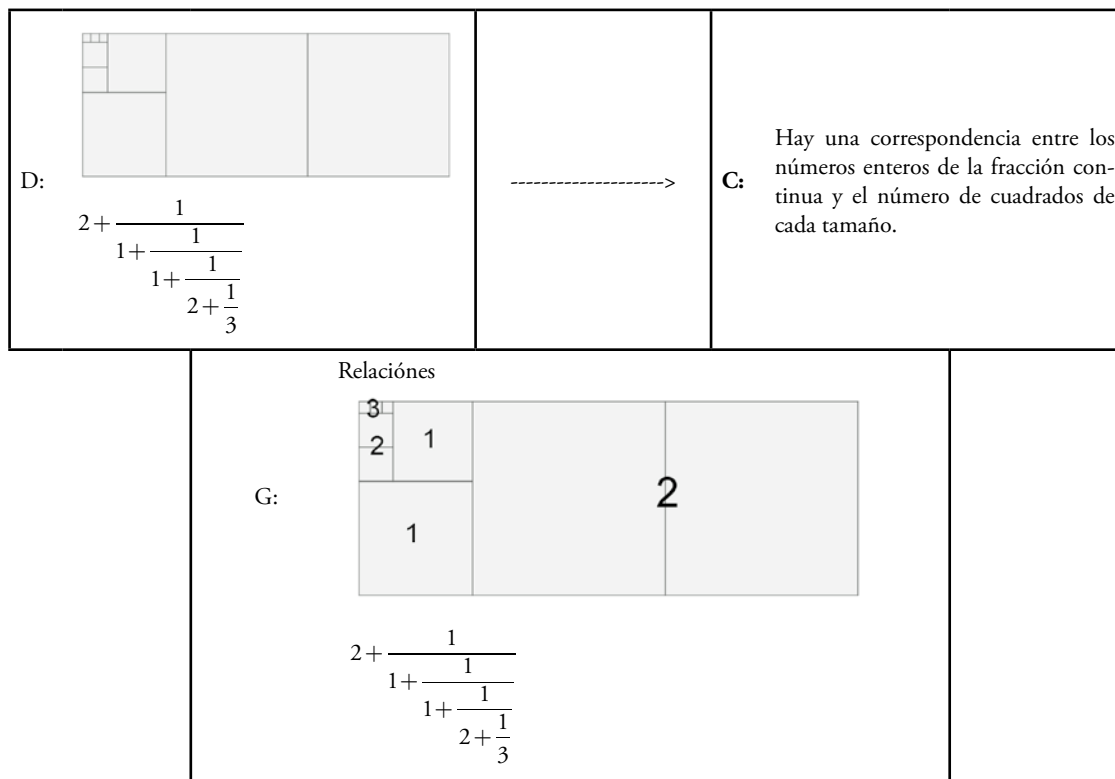 D:
2 + 1
1 + 1
1 + 1
2 + 1
3
-------------------->
C:
Hay una correspondencia entre los
números enteros de la fracción con-
tinua y el número de cuadrados de
cada tamaño.
Relaciónes
G:
3
2
1
1
2
2 + 1
1 + 1
1 + 1
2 + 1
3